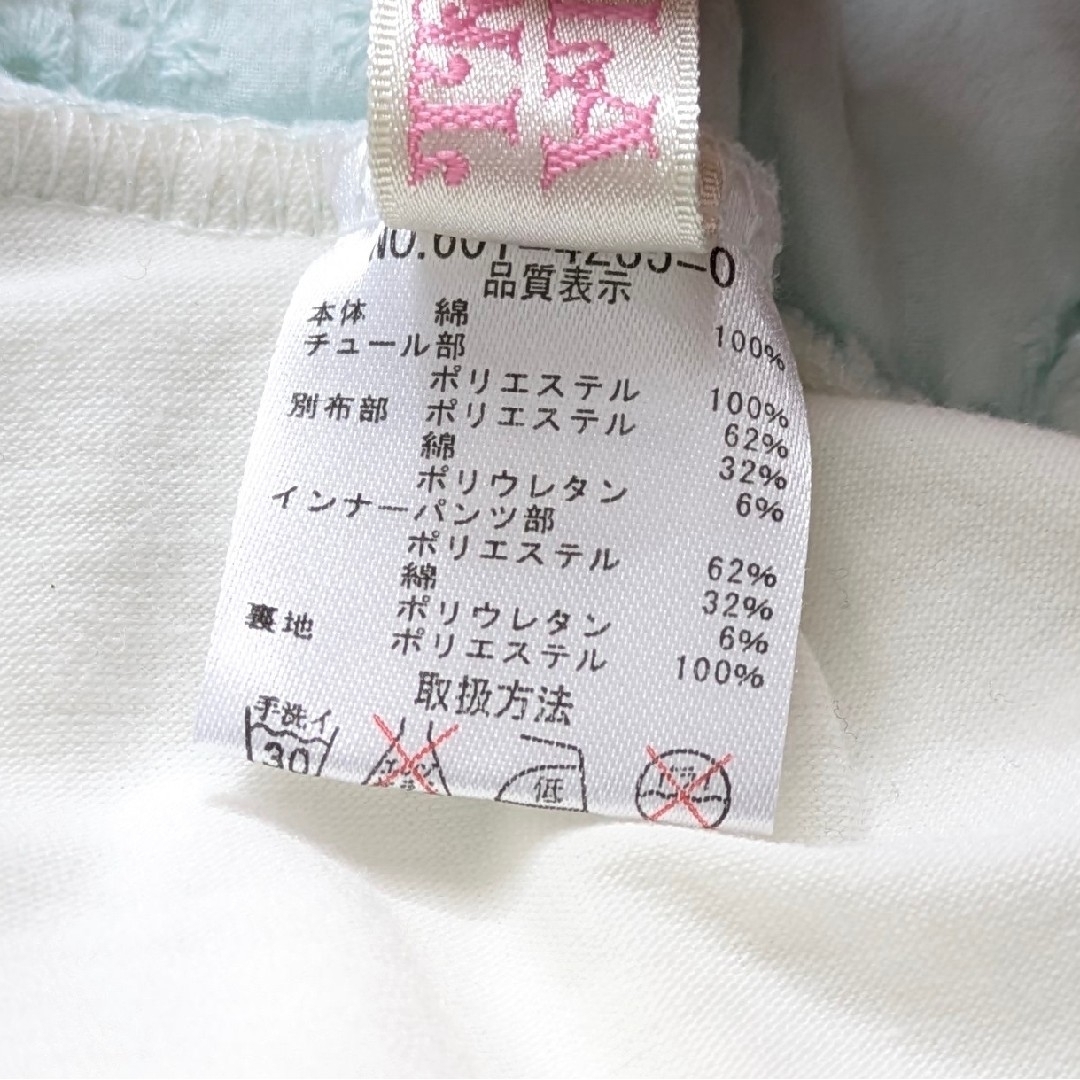 品質表示
本体 綿 100%
チュール部
ポリエステル 100%
別布部 ポリエステル 62%
綿 32%
ポリウレタン 6%
インナーパンツ部
ポリエステル 62%
綿 32%
ポリウレタン 6%
裏地 ポリエステル 100%
取扱方法
手洗イ
30
低